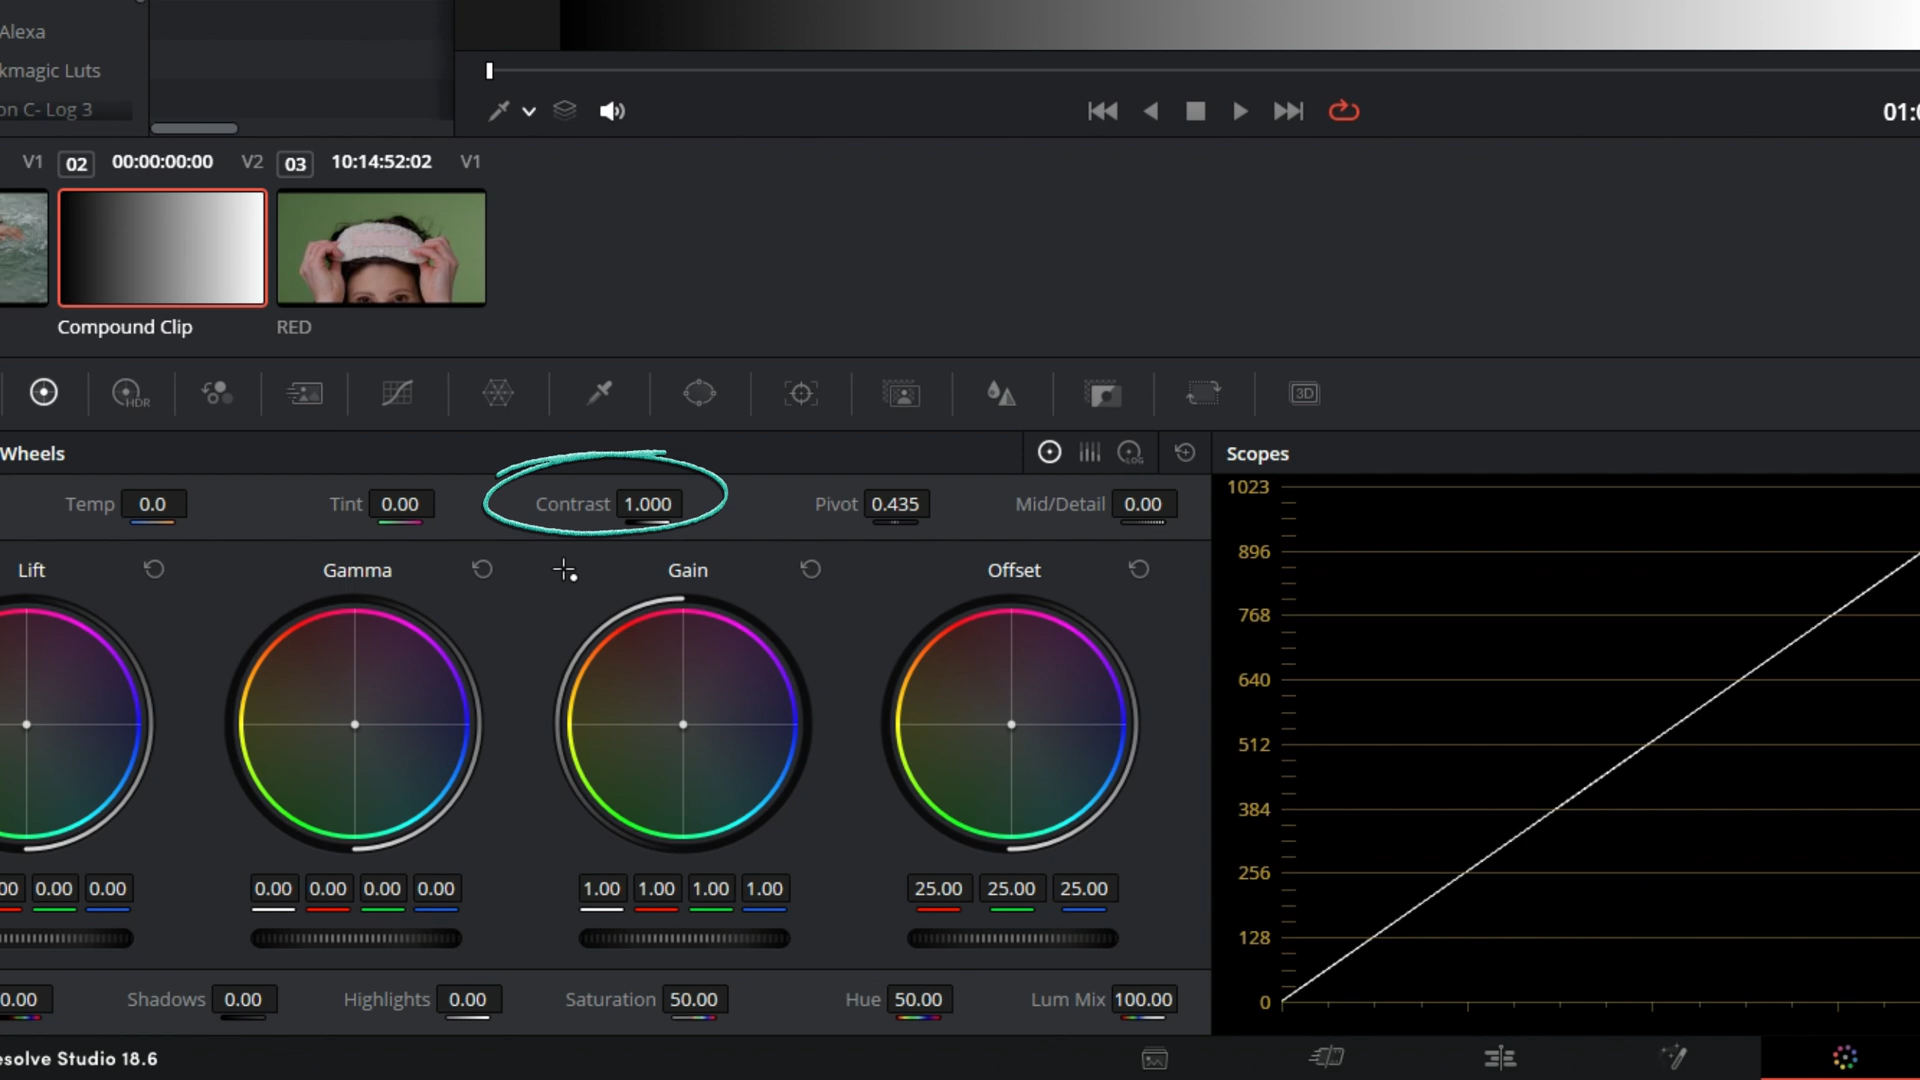 Alexa
kmagic Luts
on C- Log 3
01:0
V1 02 00:00:00:00 V2 03 10:14:52:02 V1
Compound Clip RED
HDR
3D
Wheels
LOG
Scopes
Temp 0.0 Tint 0.00 Contrast 1.000 Pivot 0.435 Mid/Detail 0.00
Lift Gamma Gain Offset
1023
896
768
640
512
384
256
128
0
00 0.00 0.00 0.00 0.00 0.00 0.00 1.00 1.00 1.00 1.00 25.00 25.00 25.00
0.00 Shadows 0.00 Highlights 0.00 Saturation 50.00 Hue 50.00 Lum Mix 100.00
esolve Studio 18.6